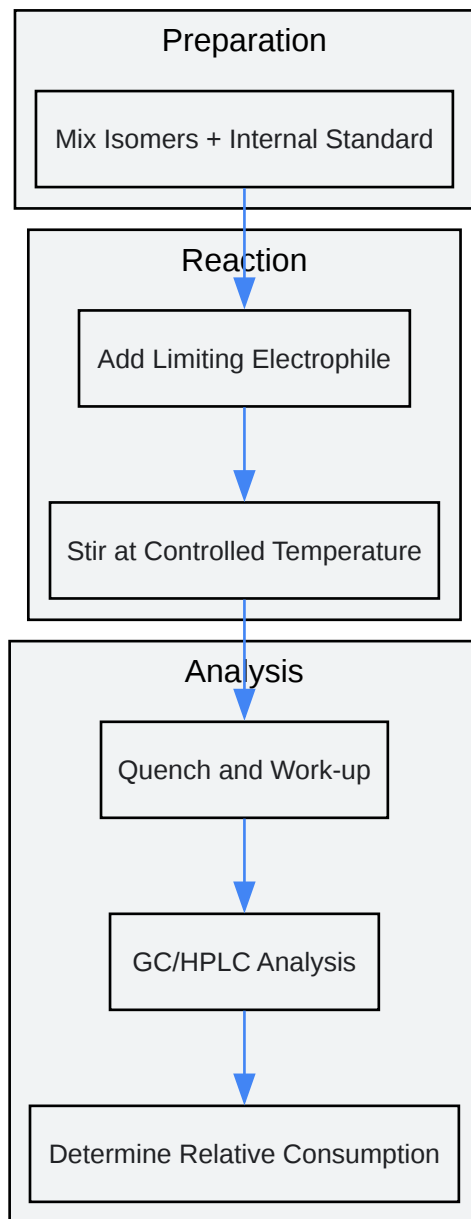 Preparation
Mix Isomers + Internal Standard
Reaction
Add Limiting Electrophile
Stir at Controlled Temperature
Analysis
Quench and Work-up
GC/HPLC Analysis
Determine Relative Consumption